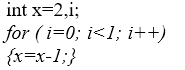 int x=2,i;
for ( i=0; i<1; i++)
{x=x-1;}